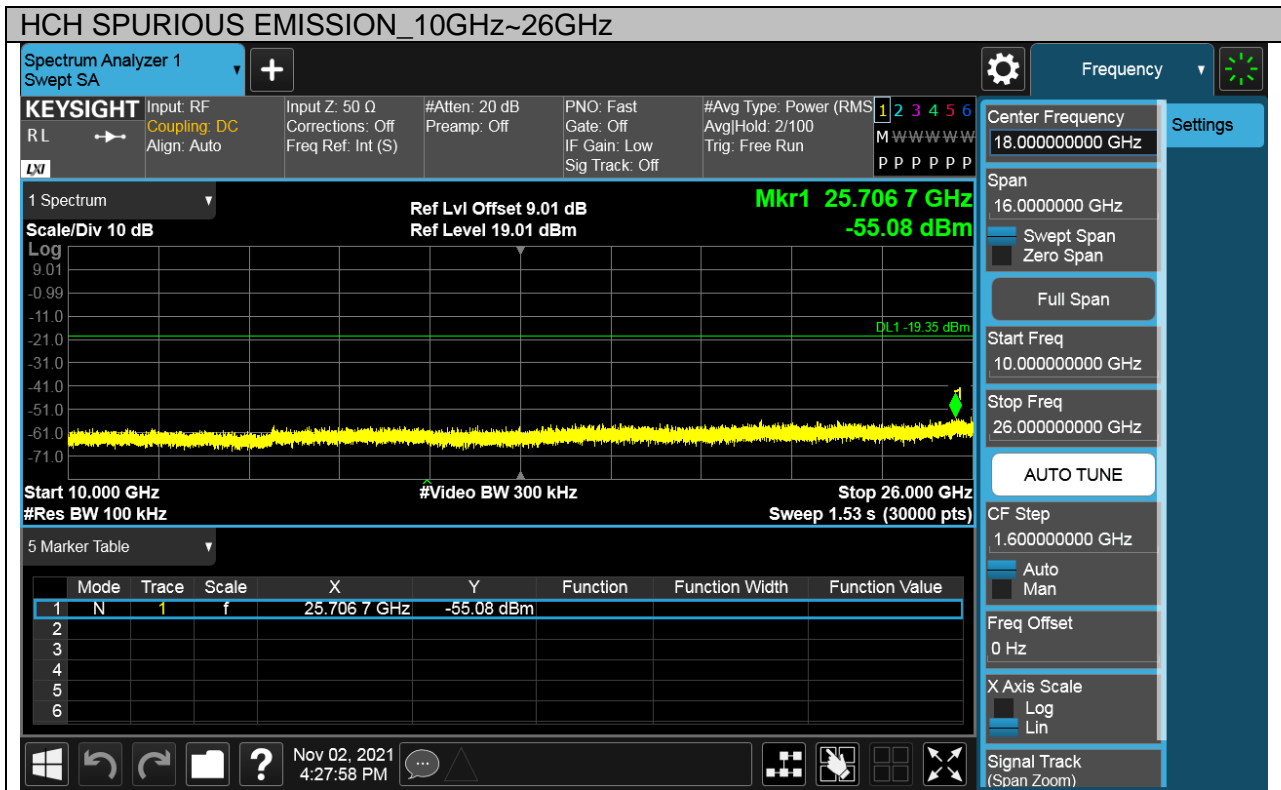 HCH SPURIOUS EMISSION_10GHz~26GHz
Spectrum Analyzer 1
Swept SA
Frequency
KEYSIGHT
RL
LXI
Input: RF
Coupling: DC
Align: Auto
Input Z: 50 Ω
Corrections: Off
Freq Ref: Int (S)
#Atten: 20 dB
Preamp: Off
PNO: Fast
Gate: Off
IF Gain: Low
Sig Track: Off
#Avg Type: Power (RMS
Avg|Hold: 2/100
Trig: Free Run
1 2 3 4 5 6
M W W W W W
P P P P P P
1 Spectrum
Scale/Div 10 dB
Ref Lvl Offset 9.01 dB
Ref Level 19.01 dBm
Mkr1 25.706 7 GHz
-55.08 dBm
Log
9.01
-0.99
-11.0
-21.0
-31.0
-41.0
-51.0
-61.0
-71.0
DL1 -19.35 dBm
1
Start 10.000 GHz
#Video BW 300 kHz
Stop 26.000 GHz
#Res BW 100 kHz
Sweep 1.53 s (30000 pts)
5 Marker Table
Mode Trace Scale X Y Function Function Width Function Value
1 N 1 f 25.706 7 GHz -55.08 dBm
2
3
4
5
6
Nov 02, 2021
4:27:58 PM
Center Frequency
18.000000000 GHz
Span
16.0000000 GHz
Swept Span
Zero Span
Full Span
Start Freq
10.000000000 GHz
Stop Freq
26.000000000 GHz
AUTO TUNE
CF Step
1.600000000 GHz
Auto
Man
Freq Offset
0 Hz
X Axis Scale
Log
Lin
Signal Track
(Span Zoom)
Settings